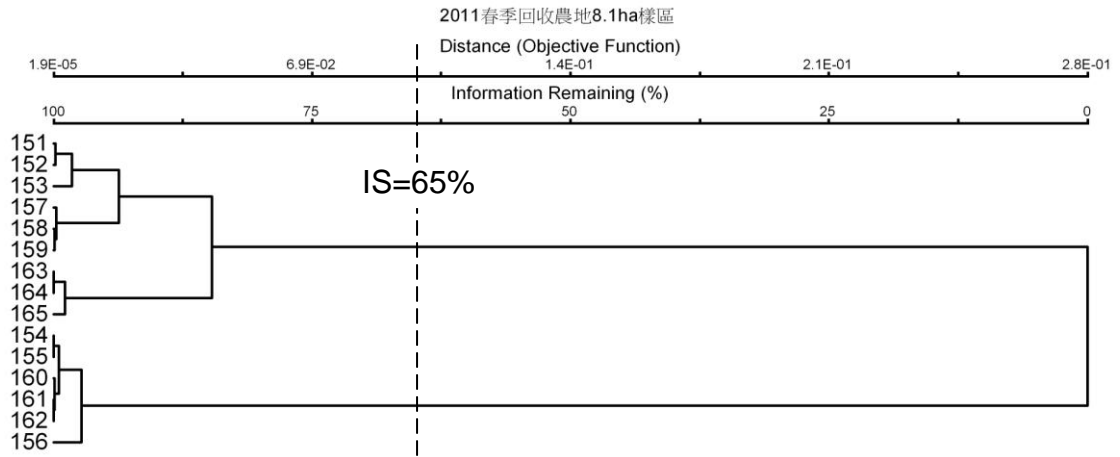 2011春季回收農地8.1ha樣區
Distance (Objective Function)
1.9E-05 6.9E-02 1.4E-01 2.1E-01 2.8E-01
Information Remaining (%)
100 75 50 25 0
151
152
153
IS=65%
157
158
159
163
164
165
154
155
160
161
162
156